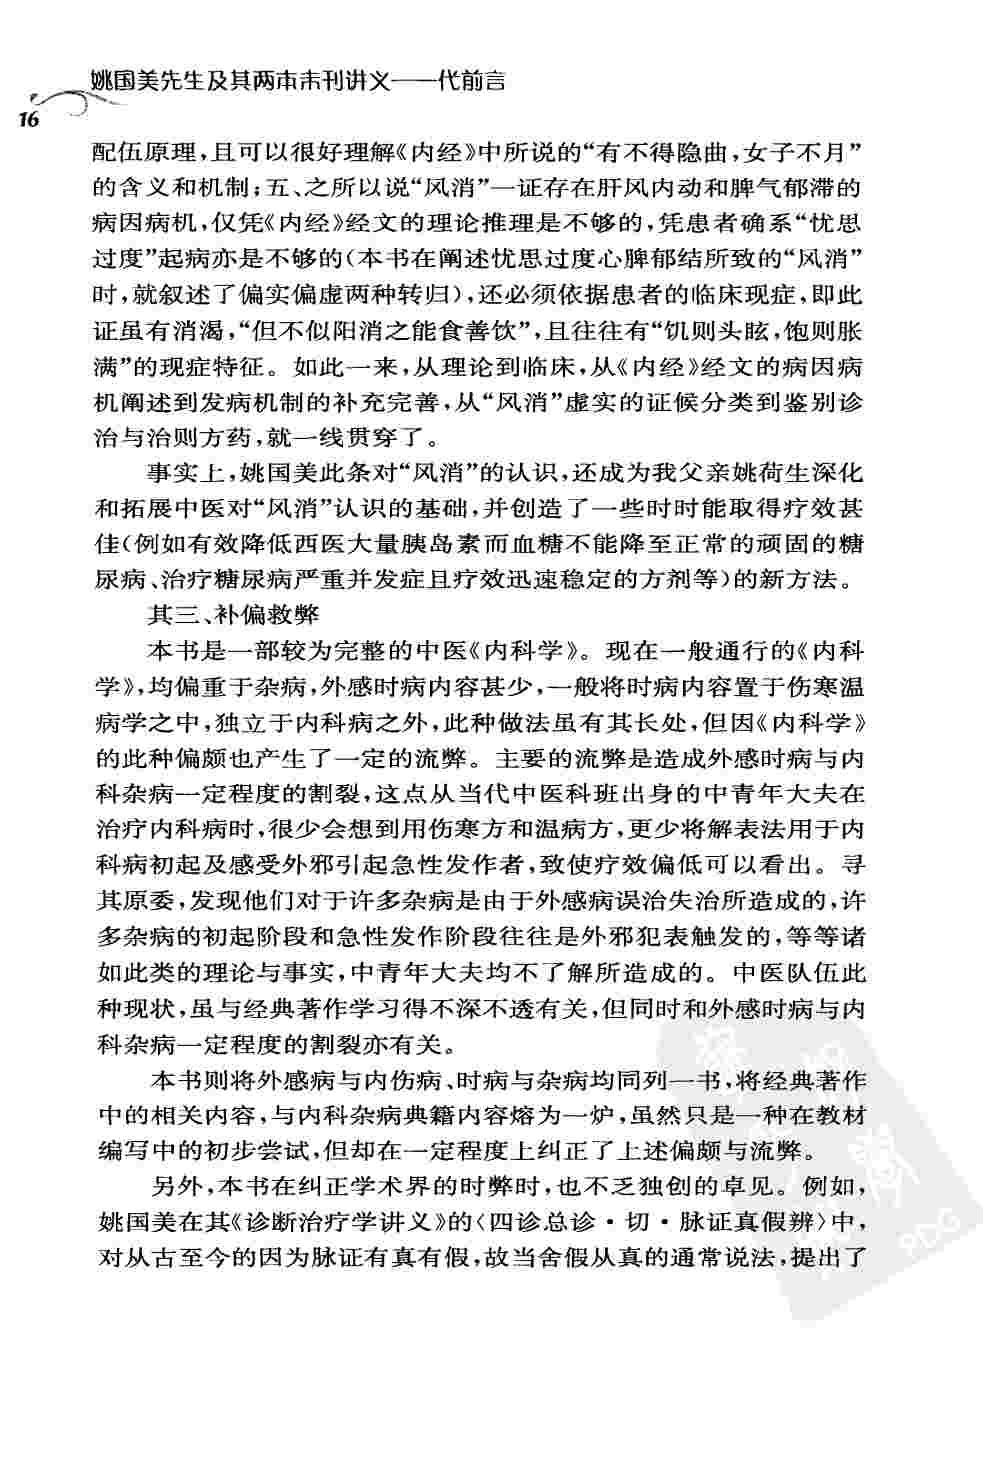 姚国美先生及其两本未刊讲义——代前言
16
配伍原理,且可以很好理解《内经》中所说的“有不得隐曲,女子不月”
的含义和机制;五、之所以说“风消”一证存在肝风内动和脾气郁滞的
病因病机,仅凭《内经》经文的理论推理是不够的,凭患者确系“忧思
过度”起病亦是不够的(本书在阐述忧思过度心脾郁结所致的“风消”
时,就叙述了偏实偏虚两种转归),还必须依据患者的临床现症,即此
证虽有消渴,“但不似阳消之能食善饮”,且往往有“饥则头眩,饱则胀
满”的现症特征。如此一来,从理论到临床,从《内经》经文的病因病
机阐述到发病机制的补充完善,从“风消”虚实的证候分类到鉴别诊
治与治则方药,就一线贯穿了。
事实上,姚国美此条对“风消”的认识,还成为我父亲姚荷生深化
和拓展中医对“风消”认识的基础,并创造了一些时时能取得疗效甚
佳(例如有效降低西医大量胰岛素而血糖不能降至正常的顽固的糖
尿病、治疗糖尿病严重并发症且疗效迅速稳定的方剂等)的新方法。
其三、补偏救弊
本书是一部较为完整的中医《内科学》。现在一般通行的《内科
学》,均偏重于杂病,外感时病内容甚少,一般将时病内容置于伤寒温
病学之中,独立于内科病之外,此种做法虽有其长处,但因《内科学》
的此种偏颇也产生了一定的流弊。主要的流弊是造成外感时病与内
科杂病一定程度的割裂,这点从当代中医科班出身的中青年大夫在
治疗内科病时,很少会想到用伤寒方和温病方,更少将解表法用于内
科病初起及感受外邪引起急性发作者,致使疗效偏低可以看出。寻
其原委,发现他们对于许多杂病是由于外感病误治失治所造成的,许
多杂病的初起阶段和急性发作阶段往往是外邪犯表触发的,等等诸
如此类的理论与事实,中青年大夫均不了解所造成的。中医队伍此
种现状,虽与经典著作学习得不深不透有关,但同时和外感时病与内
科杂病一定程度的割裂亦有关。
本书则将外感病与内伤病、时病与杂病均同列一书,将经典著作
中的相关内容,与内科杂病典籍内容熔为一炉,虽然只是一种在教材
编写中的初步尝试,但却在一定程度上纠正了上述偏颇与流弊。
另外,本书在纠正学术界的时弊时,也不乏独创的卓见。例如,
姚国美在其《诊断治疗学讲义》的〈四诊总诊·切·脉证真假辨〉中,
对从古至今的因为脉证有真有假,故当舍假从真的通常说法,提出了
PDG